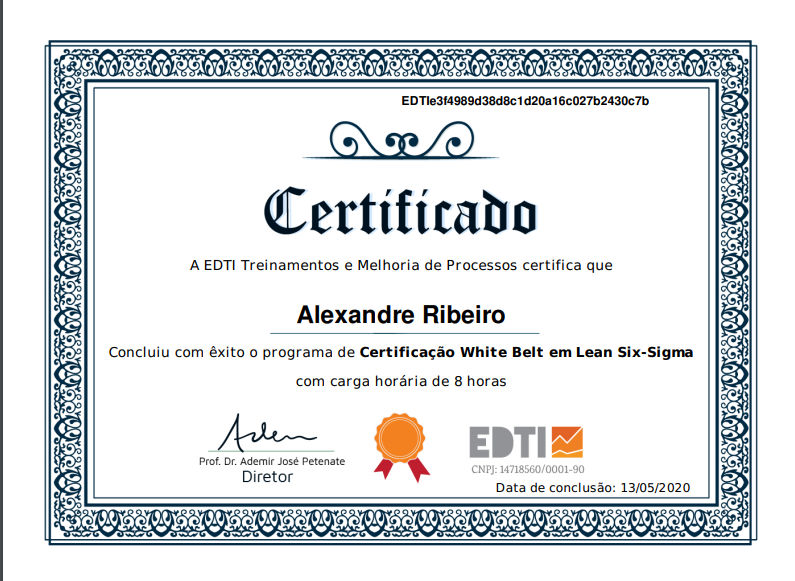 EDTIe3f4989d38d8c1d20a16c027b2430c7b
Certificado
A EDTI Treinamentos e Melhoria de Processos certifica que
Alexandre Ribeiro
Concluiu com êxito o programa de Certificação White Belt em Lean Six-Sigma
com carga horária de 8 horas
Adem
Prof. Dr. Ademir José Petenate
Diretor
EDTI
CNPJ: 14718560/0001-90
Data de conclusão: 13/05/2020